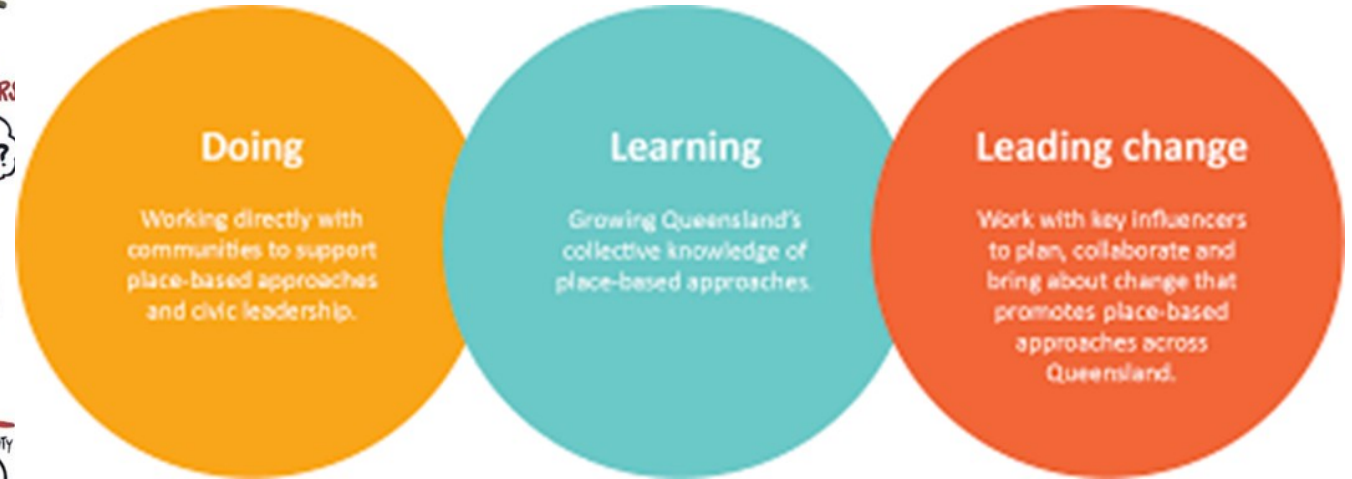 Doing
Working directly with
communities to support
place-based approaches
and civic leadership.
Learning
Growing Queensland's
collective knowledge of
place-based approaches.
Leading change
Work with key influencers
to plan, collaborate and
bring about change that
promotes place-based
approaches across
Queensland.